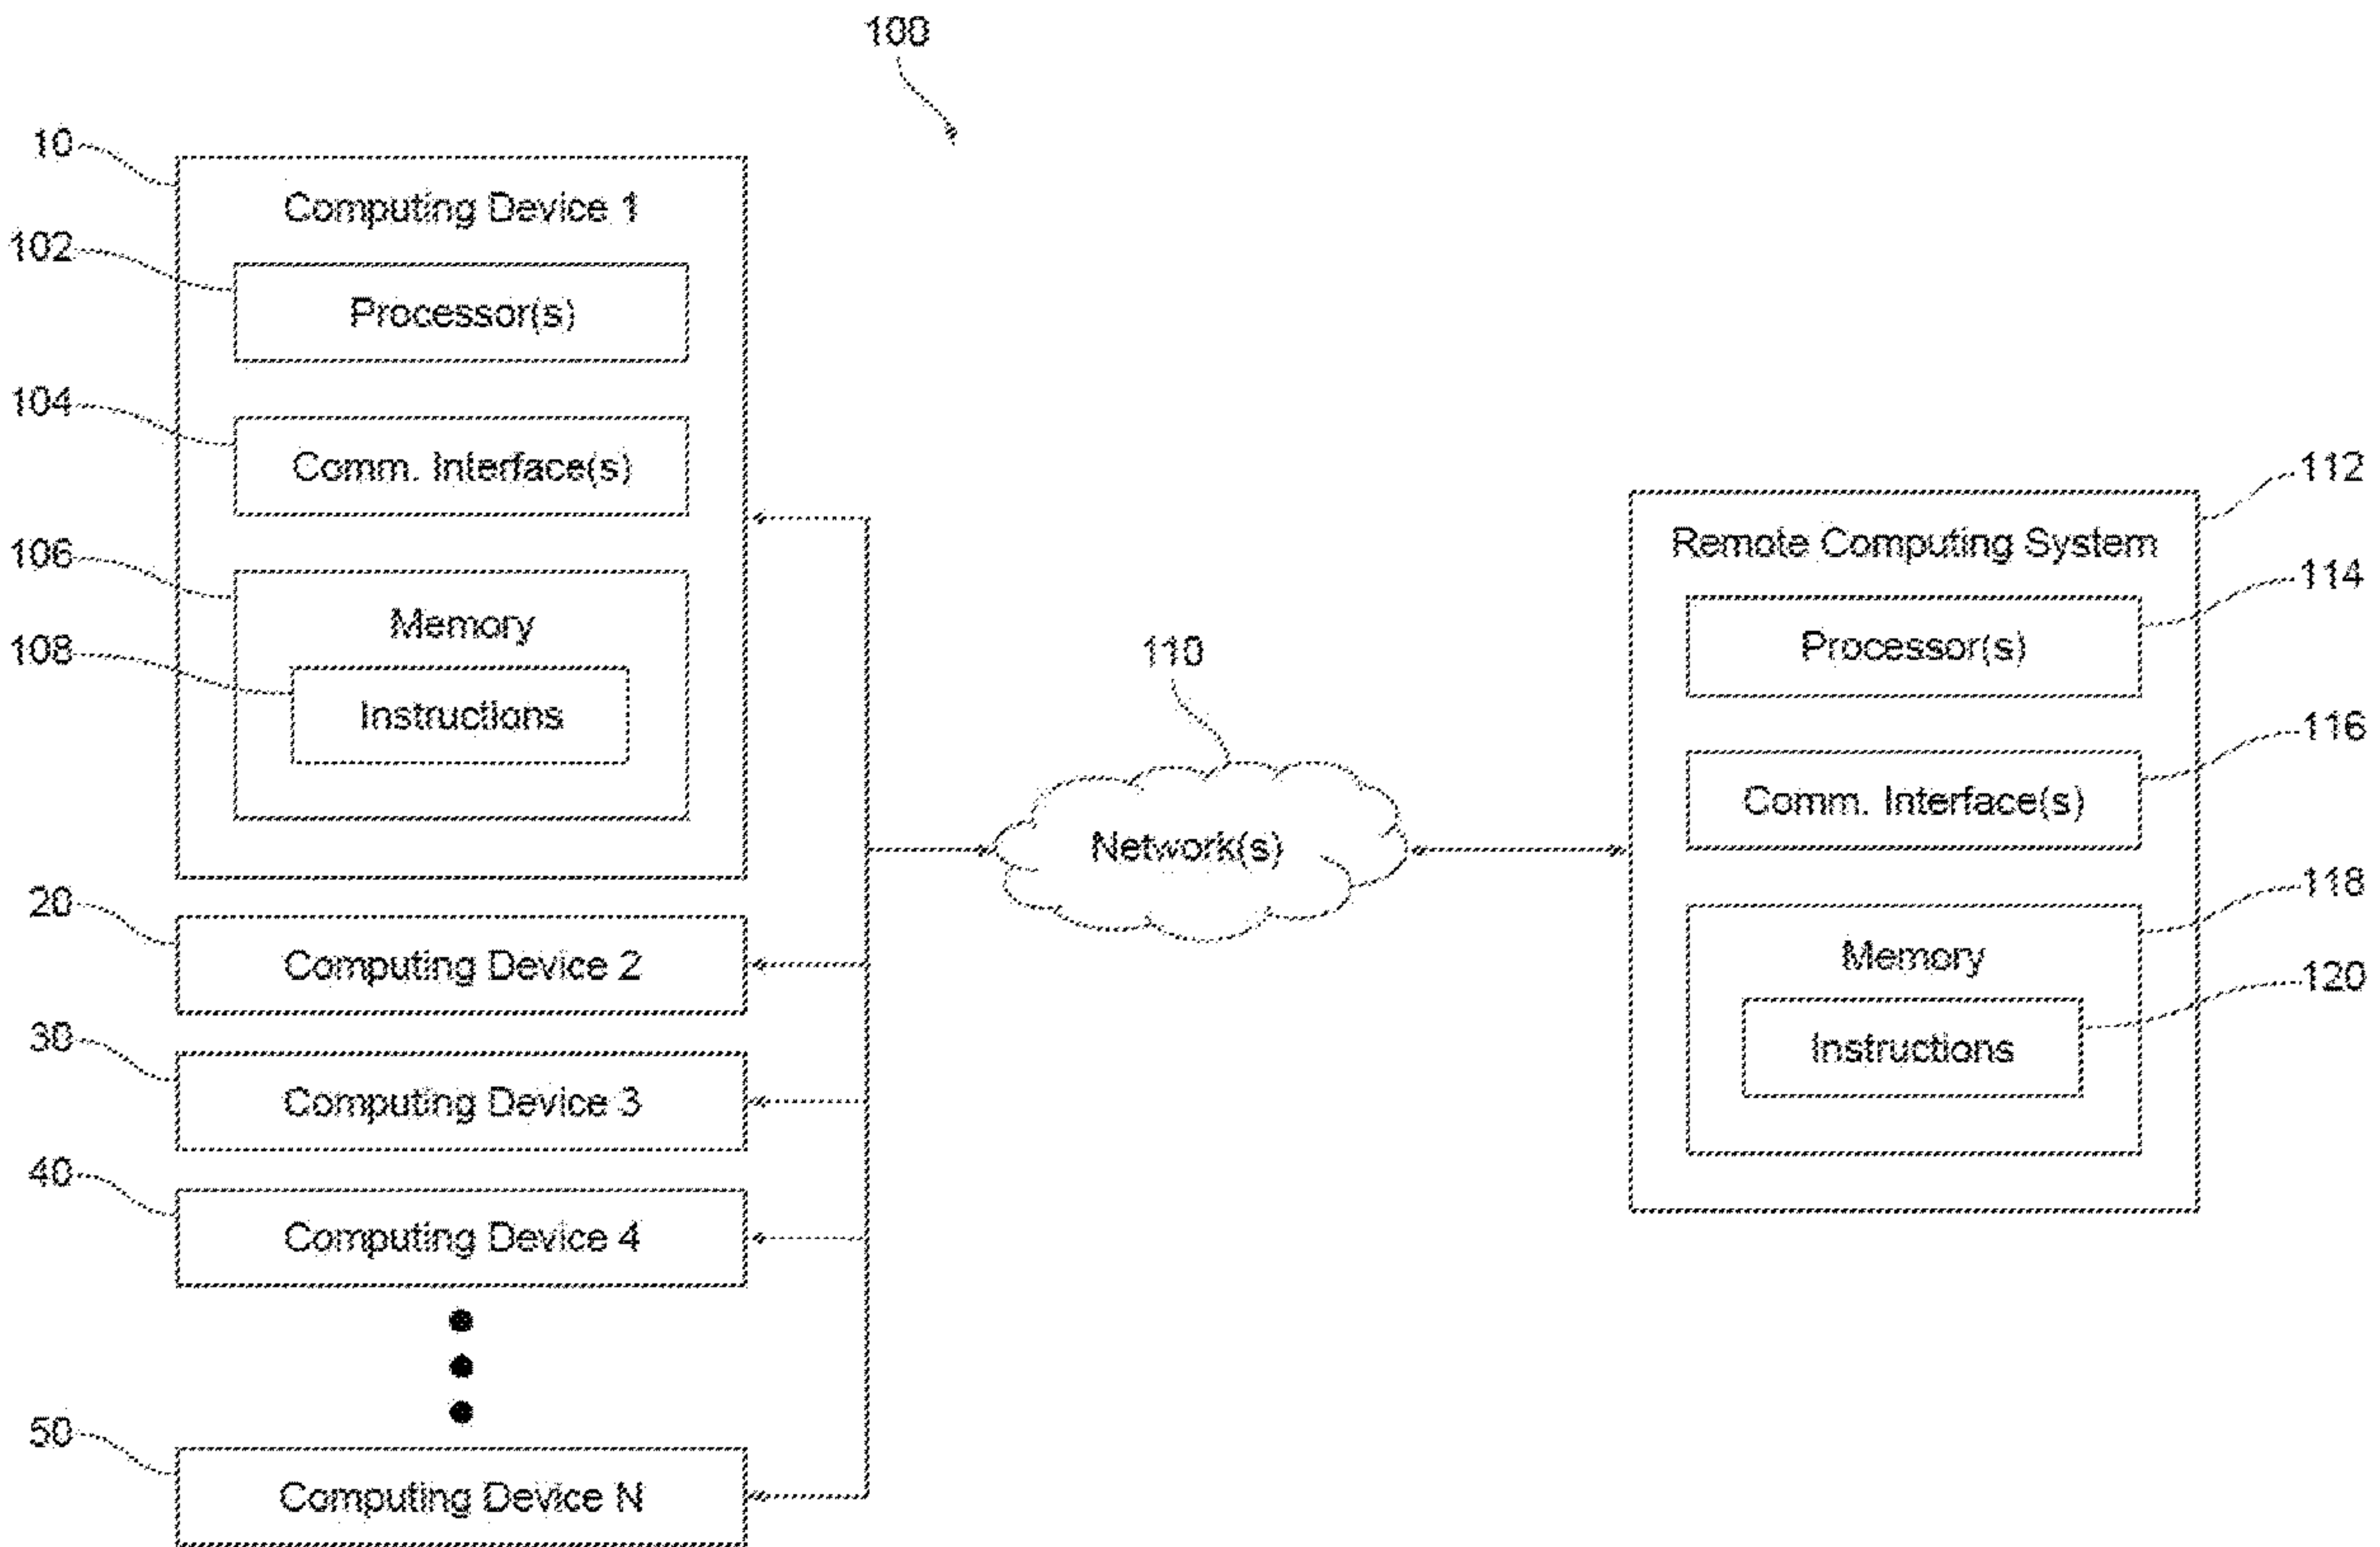 100
10
Computing Device 1
102
Processor(s)
104
Comm. Interface(s)
106
Memory
108
Instructions
20
Computing Device 2
30
Computing Device 3
40
Computing Device 4
50
Computing Device N
110
Network(s)
112
Remote Computing System
114
Processor(s)
116
Comm. Interface(s)
118
Memory
120
Instructions